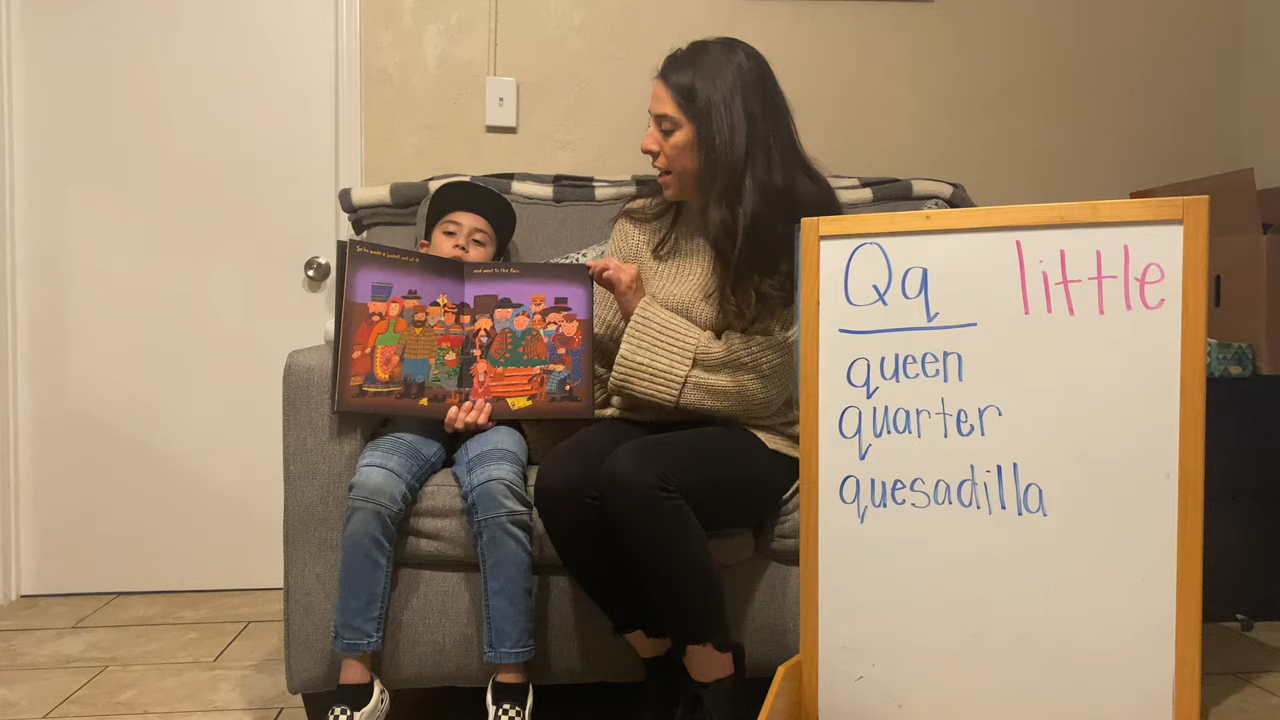 So he made a jacket out of it
and went to the fair.
Qq little
queen
quarter
quesadilla